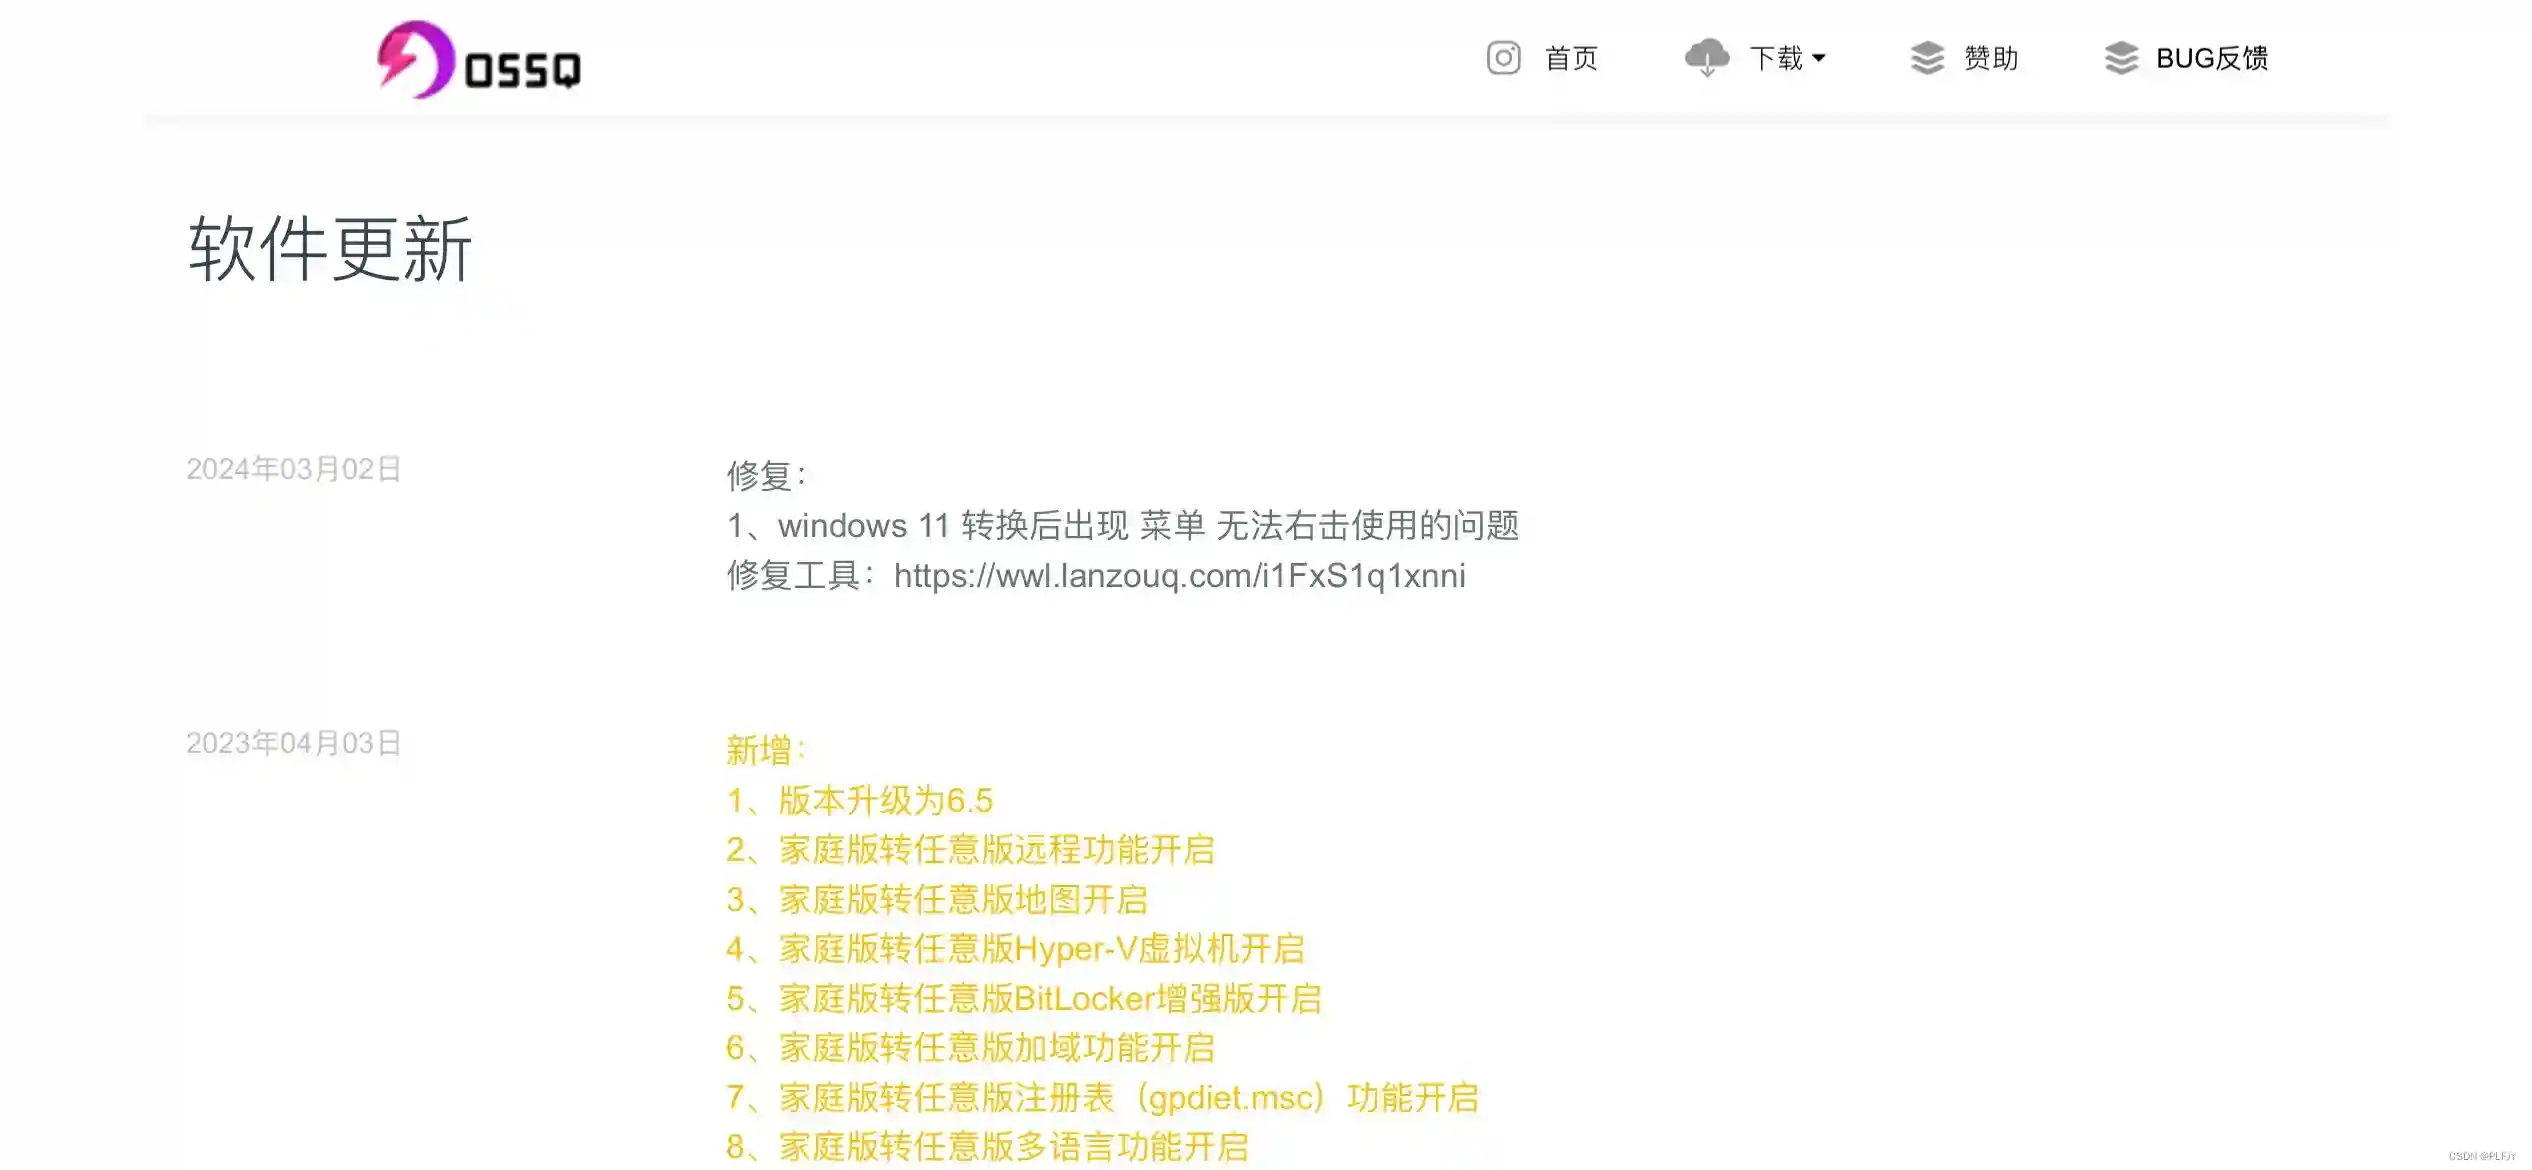 OSSQ
首页
下载
赞助
BUG反馈
软件更新
2024年03月02日
修复：
1、windows 11 转换后出现 菜单 无法右击使用的问题
修复工具：https://wwl.lanzouq.com/i1FxS1q1xnni
2023年04月03日
新增：
1、版本升级为6.5
2、家庭版转任意版远程功能开启
3、家庭版转任意版地图开启
4、家庭版转任意版Hyper-V虚拟机开启
5、家庭版转任意版BitLocker增强版开启
6、家庭版转任意版加域功能开启
7、家庭版转任意版注册表（gpdiet.msc）功能开启
8、家庭版转任意版多语言功能开启
CSDN @PLFJY